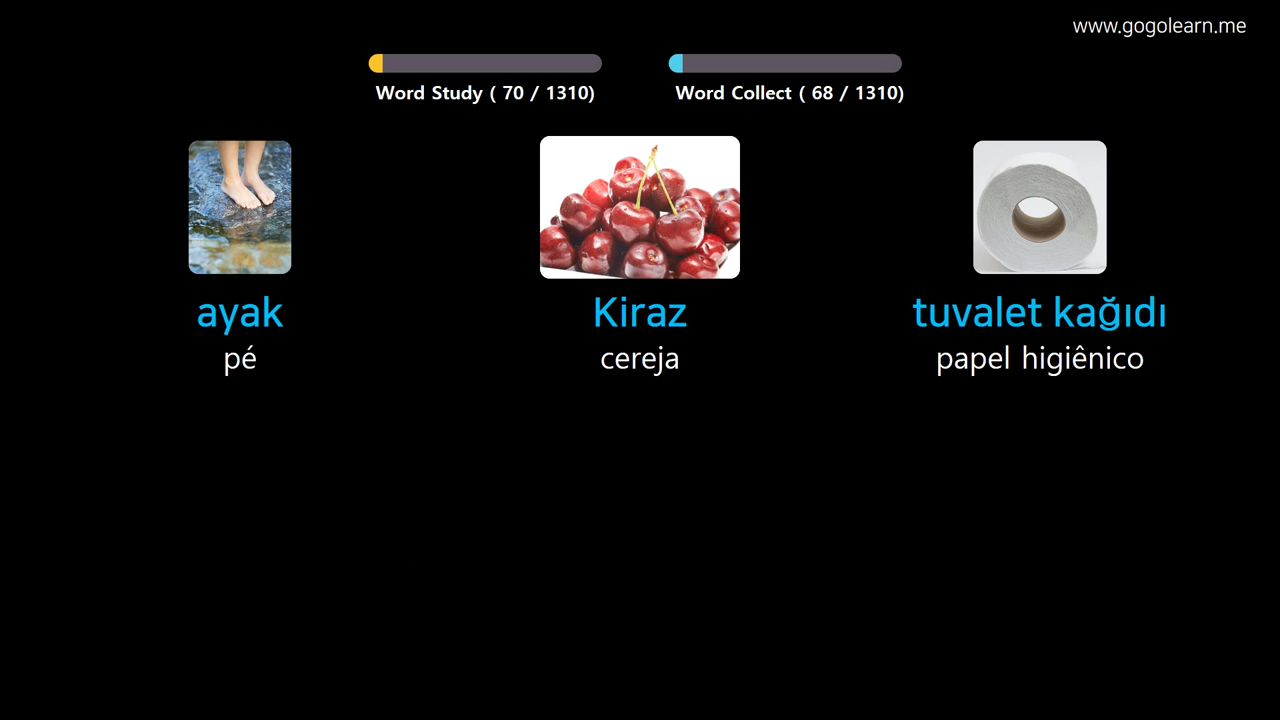 www.gogolearn.me
Word Study ( 70 / 1310)
Word Collect ( 68 / 1310)
ayak
pé
Kiraz
cereja
tuvalet kağıdı
papel higiênico